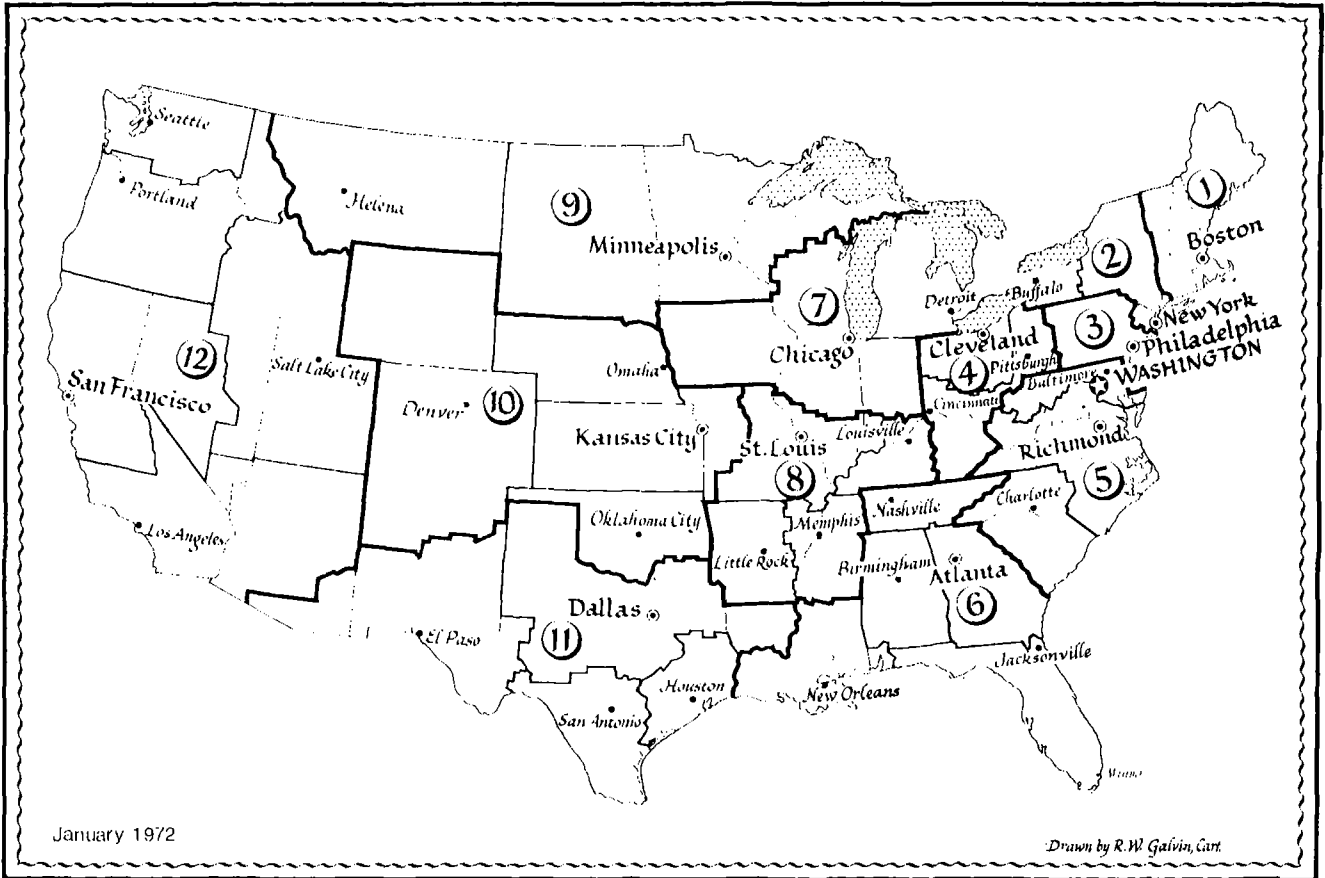 Seattle
Portland
Helena
9
Minneapolis
1
Boston
2
Buffalo
Detroit
7
3
New York
Philadelphia
Chicago
Cleveland
4
Pittsburgh
Baltimore
WASHINGTON
Cincinnati
12
Salt Lake City
San Francisco
Omaha
Denver
10
Kansas City
St. Louis
Louisville
8
Richmond
5
Charlotte
Nashville
Memphis
Oklahoma City
Little Rock
Birmingham
Atlanta
6
Los Angeles
Dallas
11
El Paso
Houston
San Antonio
New Orleans
Jacksonville
Miami
January 1972
Drawn by R.W. Galvin, Cart.